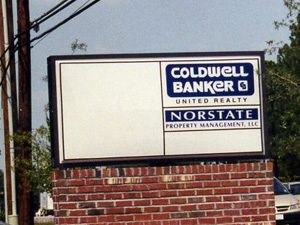 COLDWELL
BANKER
UNITED REALTY
NORSTATE
PROPERTY MANAGEMENT, LLC